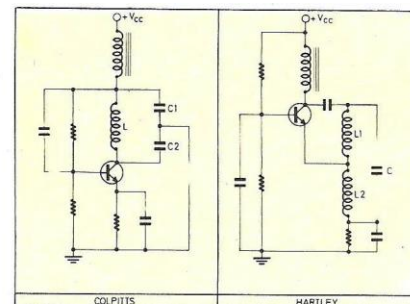 + Vcc
+ Vcc
L
C1
C2
L1
C
L2
COLPITTS
HARTLEY